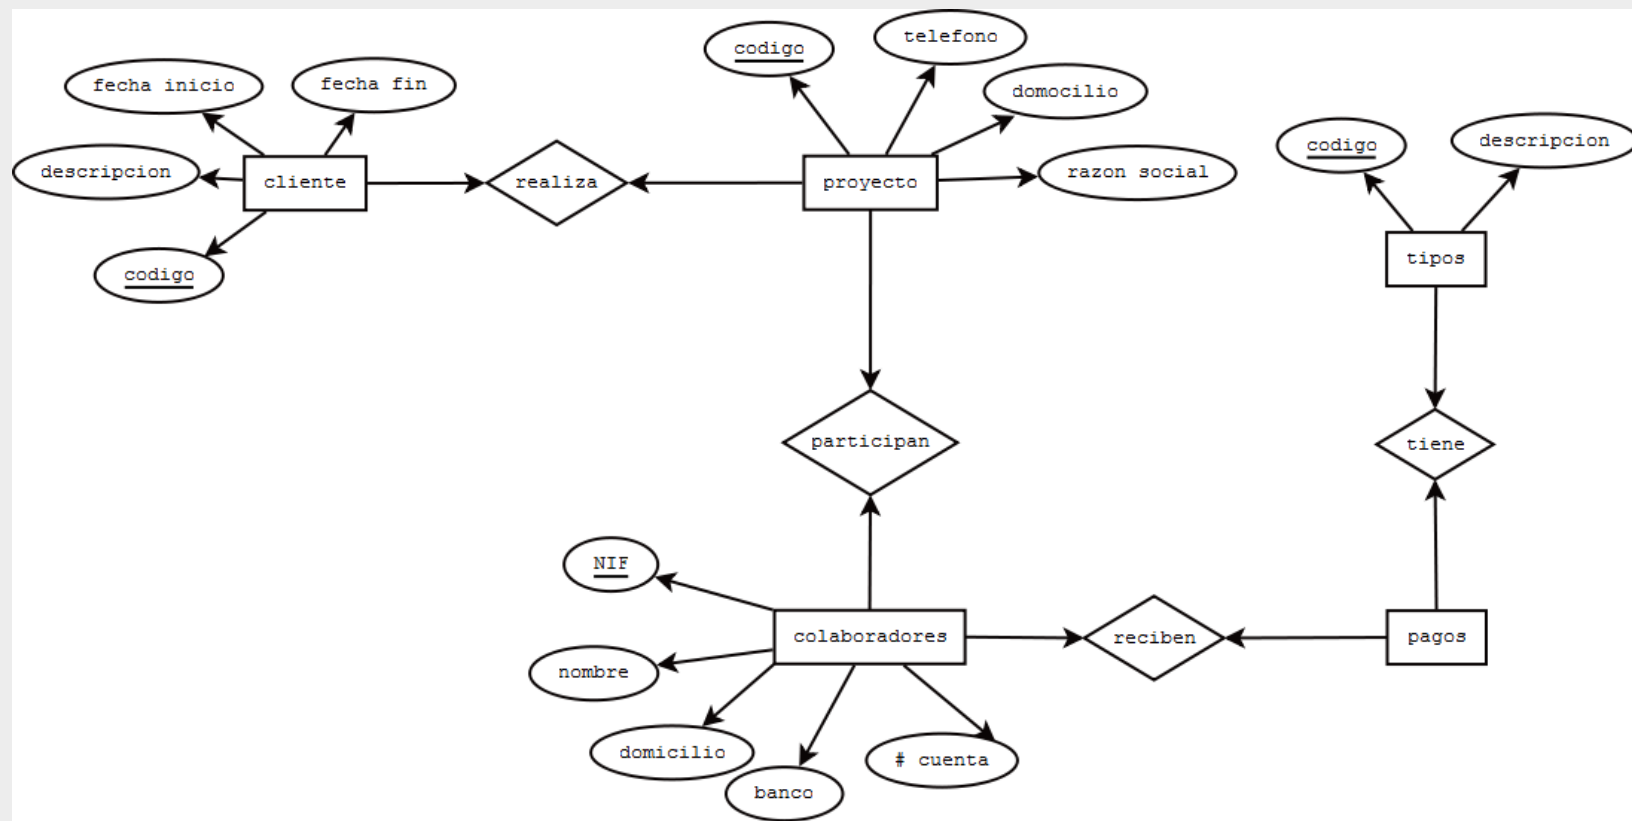 codigo
telefono
fecha inicio
fecha fin
domocilio
descripcion
cliente
realiza
proyecto
razon social
codigo
descripcion
codigo
tipos
participan
tiene
NIF
colaboradores
reciben
pagos
nombre
domicilio
banco
# cuenta